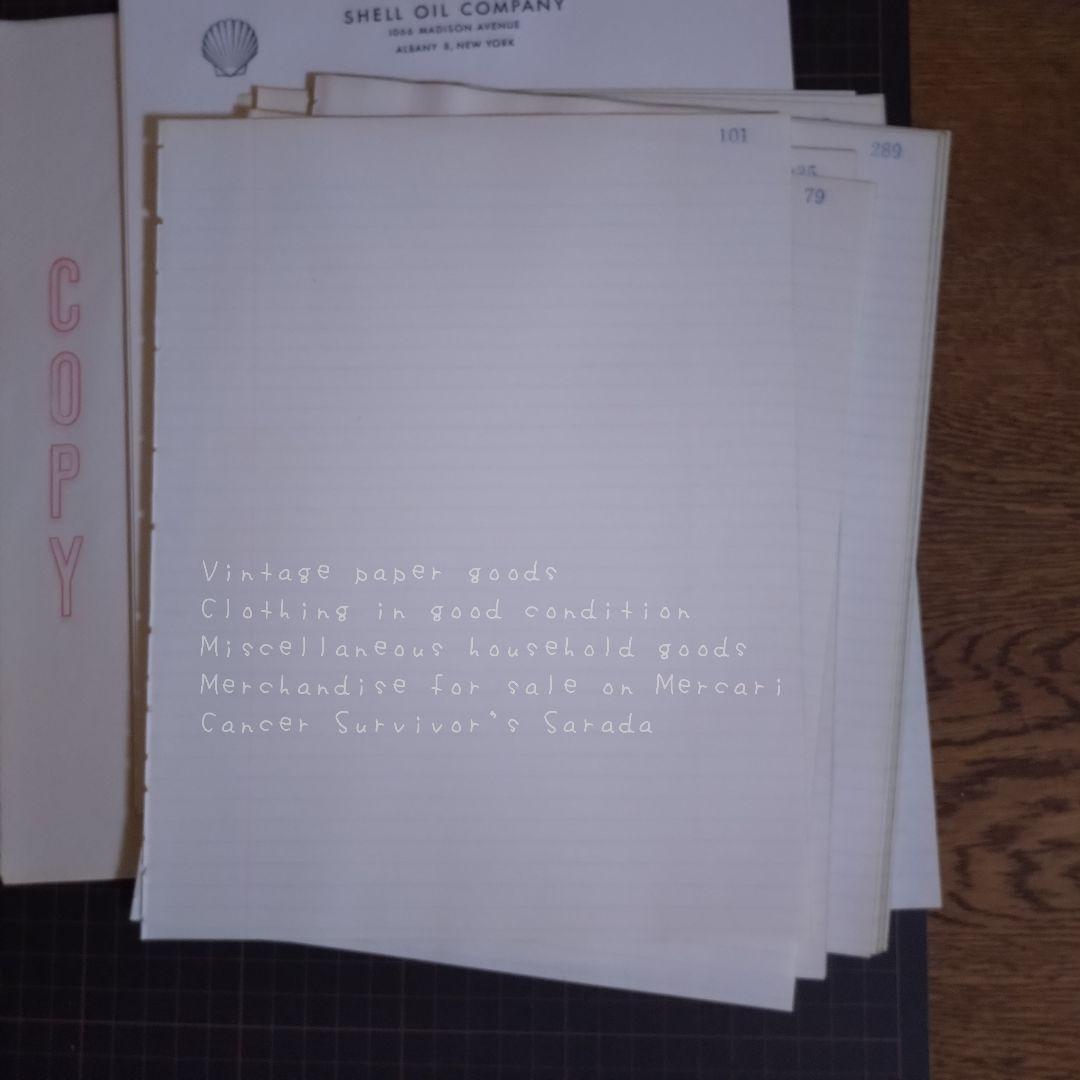 SHELL OIL COMPANY
1066 MADISON AVENUE
ALBANY 8, NEW YORK
101
289
79
COPY
Vintage paper goods
Clothing in good condition
Miscellaneous household goods
Merchandise for sale on Mercari
Cancer Survivor's Sarada